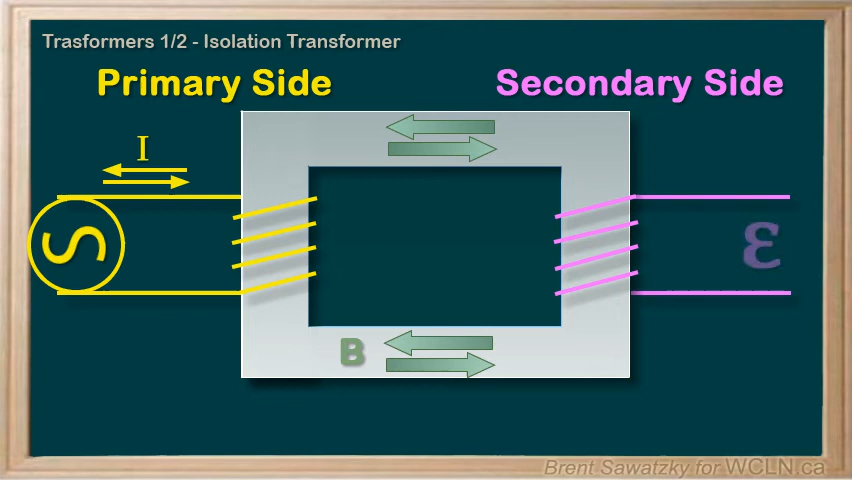 Trasformers 1/2 - Isolation Transformer
Primary Side
Secondary Side
I
S
ε
B
Brent Sawatzky for WCLN.ca